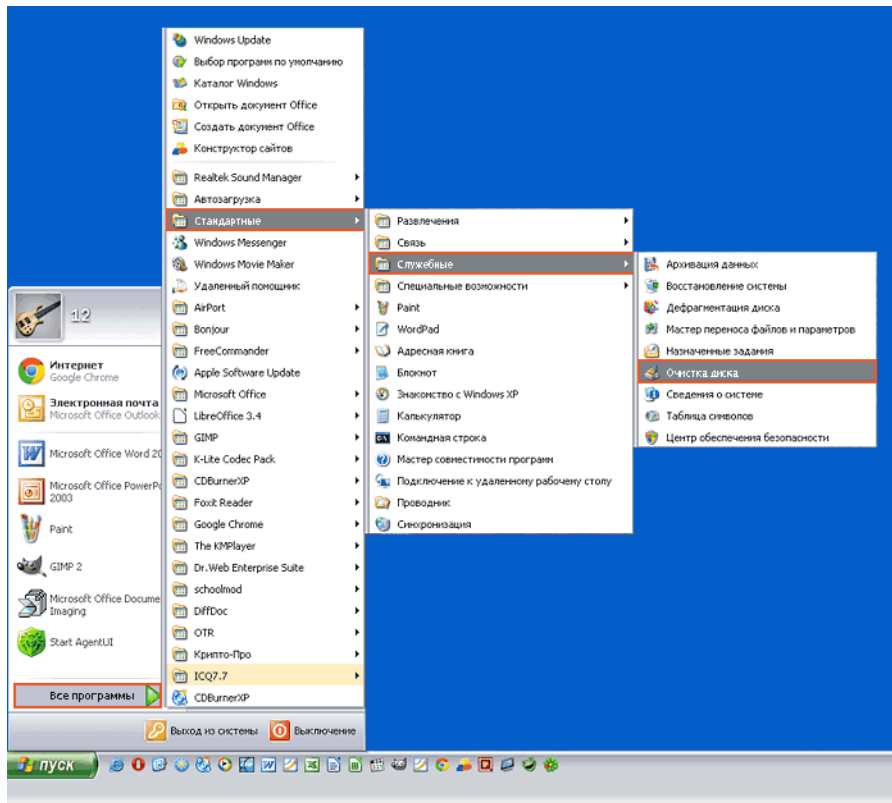 Windows Update
Выбор программ по умолчанию
Каталог Windows
Открыть документ Office
Создать документ Office
Конструктор сайтов
Realtek Sound Manager
Автозагрузка
Стандартные
Windows Messenger
Windows Movie Maker
Удаленный помощник
AirPort
Bonjour
FreeCommander
Apple Software Update
Microsoft Office
LibreOffice 3.4
GIMP
K-Lite Codec Pack
CDBurnerXP
Foxit Reader
Google Chrome
The KMPlayer
Dr.Web Enterprise Suite
schoolmod
DiffDoc
OTR
Крипто-Про
ICQ7.7
CDBurnerXP
Развлечения
Связь
Служебные
Специальные возможности
Paint
WordPad
Адресная книга
Блокнот
Знакомство с Windows XP
Калькулятор
Командная строка
Мастер совместимости программ
Подключение к удаленному рабочему столу
Проводник
Синхронизация
Архивация данных
Восстановление системы
Дефрагментация диска
Мастер переноса файлов и параметров
Назначенные задания
Очистка диска
Сведения о системе
Таблица символов
Центр обеспечения безопасности
12
Интернет
Google Chrome
Электронная почта
Microsoft Office Outlook
Microsoft Office Word 20
Microsoft Office PowerPo
2003
Paint
GIMP 2
Microsoft Office Docume
Imaging
Start AgentUI
Все программы
Выход из системы
Выключение
пуск